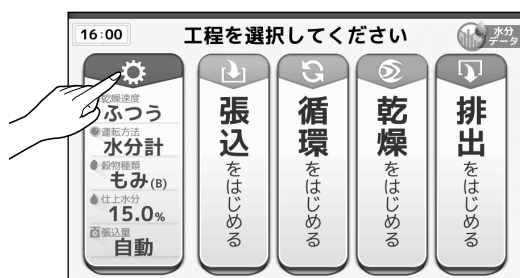 16:00
工程を選択してください
水分
データ
乾燥速度
ふつう
運転方法
水分計
穀物種類
もみ(B)
仕上水分
15.0%
張込量
自動
張込をはじめる
循環をはじめる
乾燥をはじめる
排出をはじめる